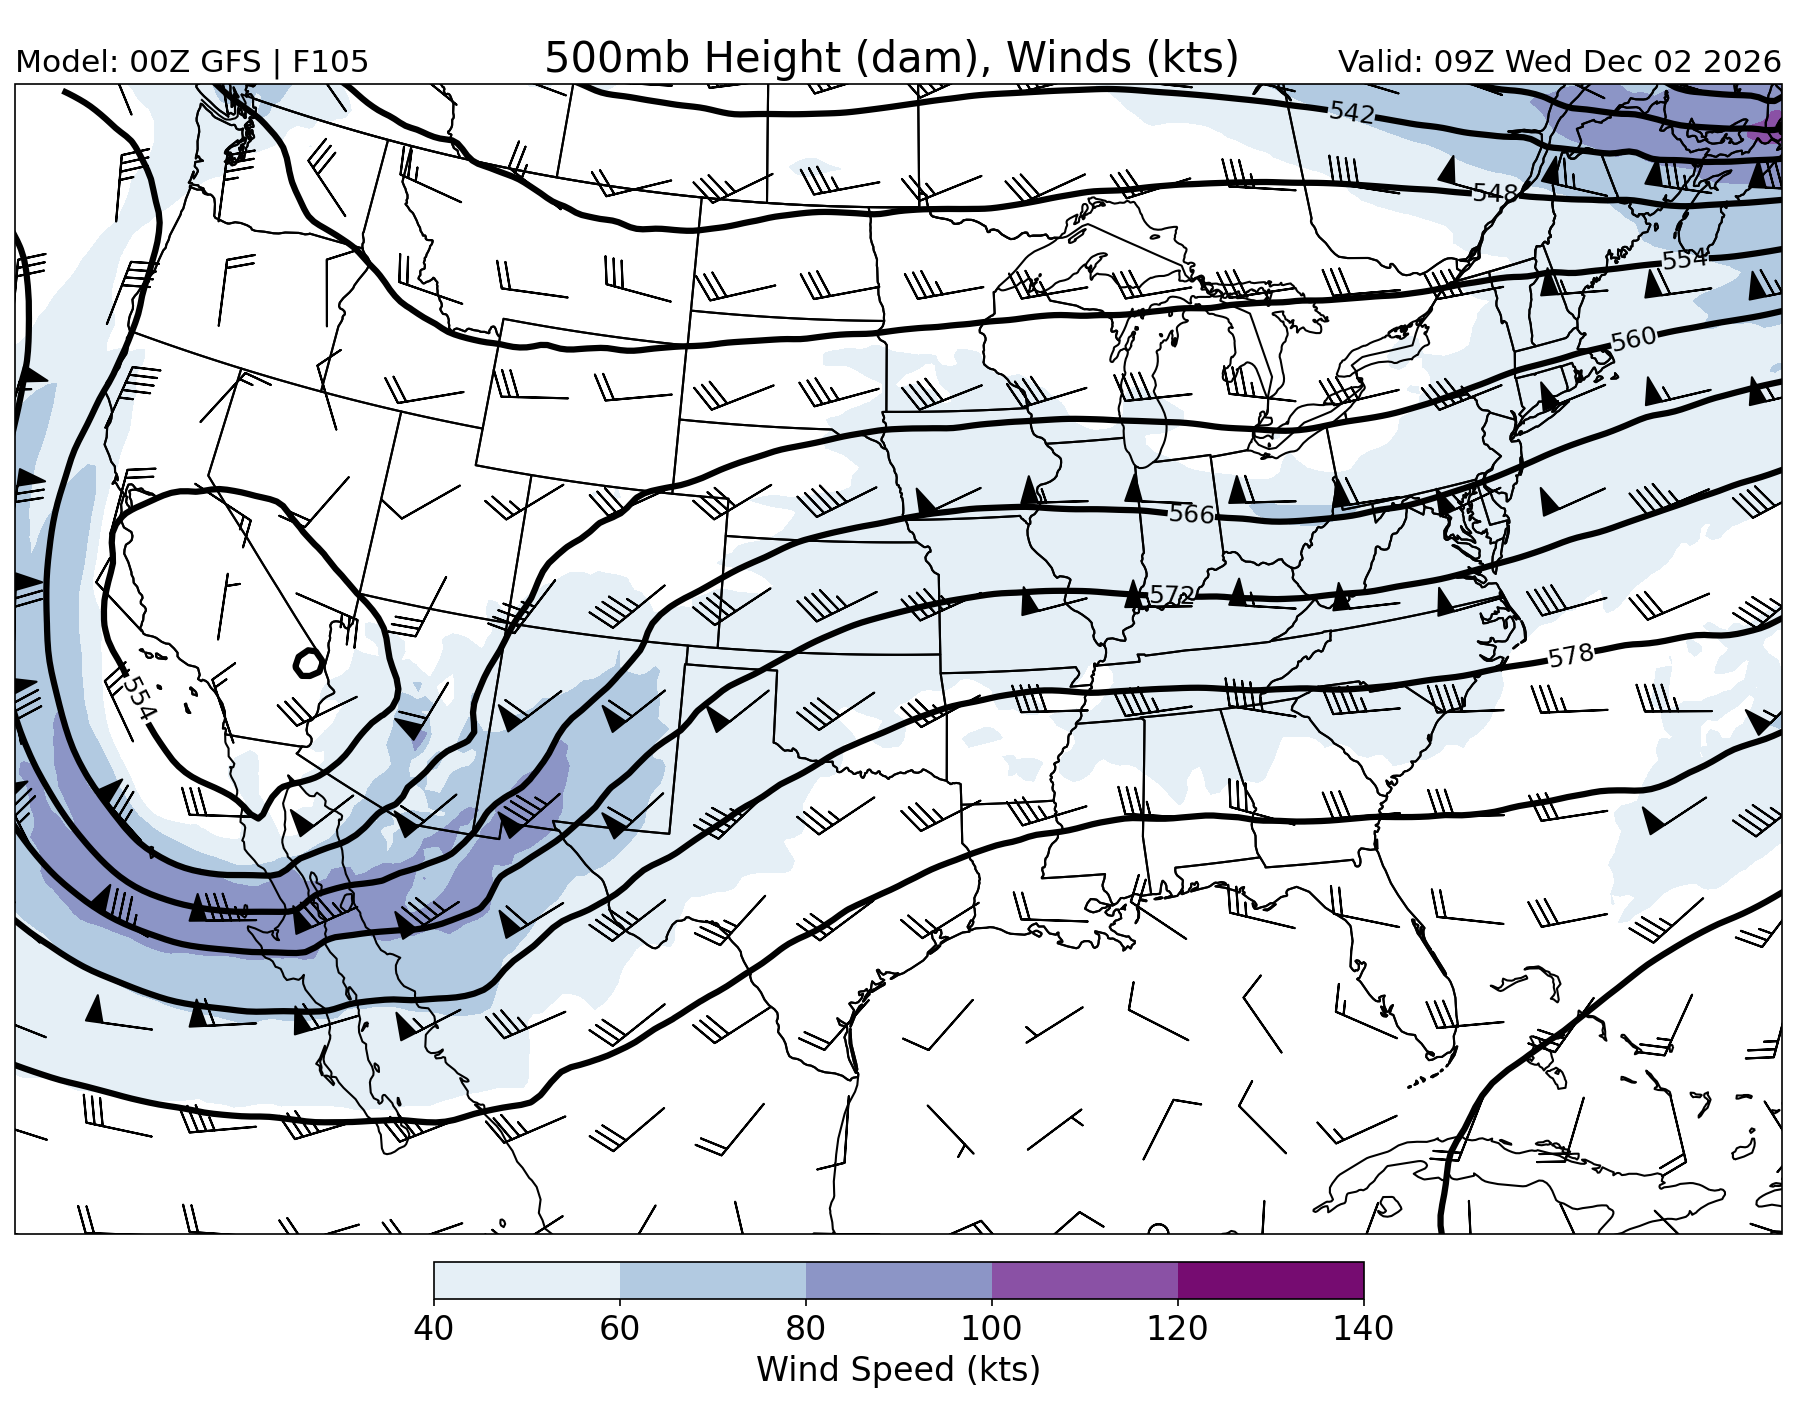 Model: 00Z GFS | F105
500mb Height (dam), Winds (kts)
Valid: 09Z Wed Dec 02 2026
542
548
554
560
566
572
578
554
40 60 80 100 120 140
Wind Speed (kts)